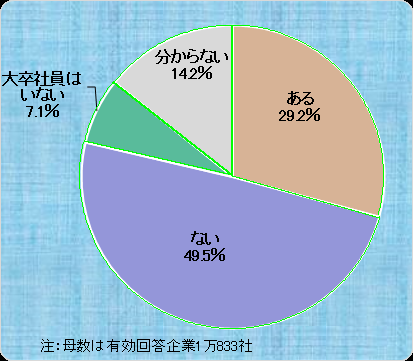 分からない
14.2%
大卒社員は
いない
7.1%
ある
29.2%
ない
49.5%
注：母数は有効回答企業1万833社